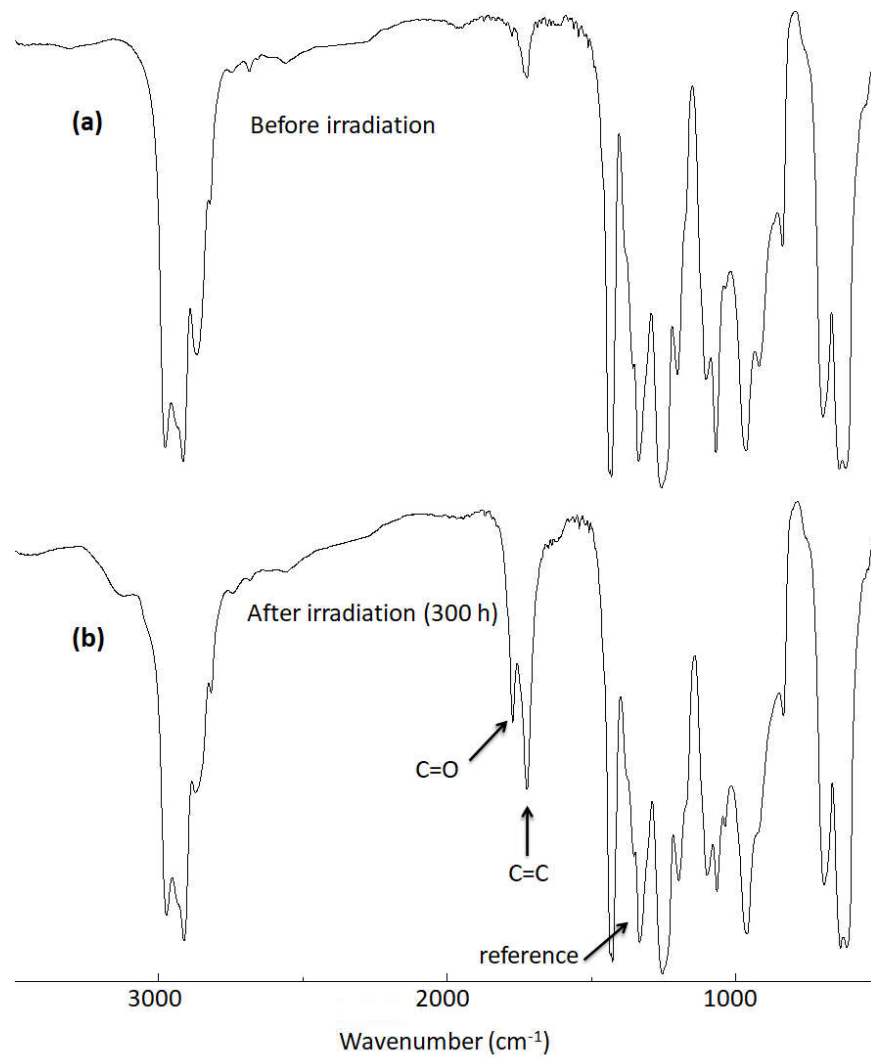 (a)
Before irradiation
After irradiation (300 h)
(b)
C=O
C=C
reference
3000
2000
1000
Wavenumber (cm⁻¹)